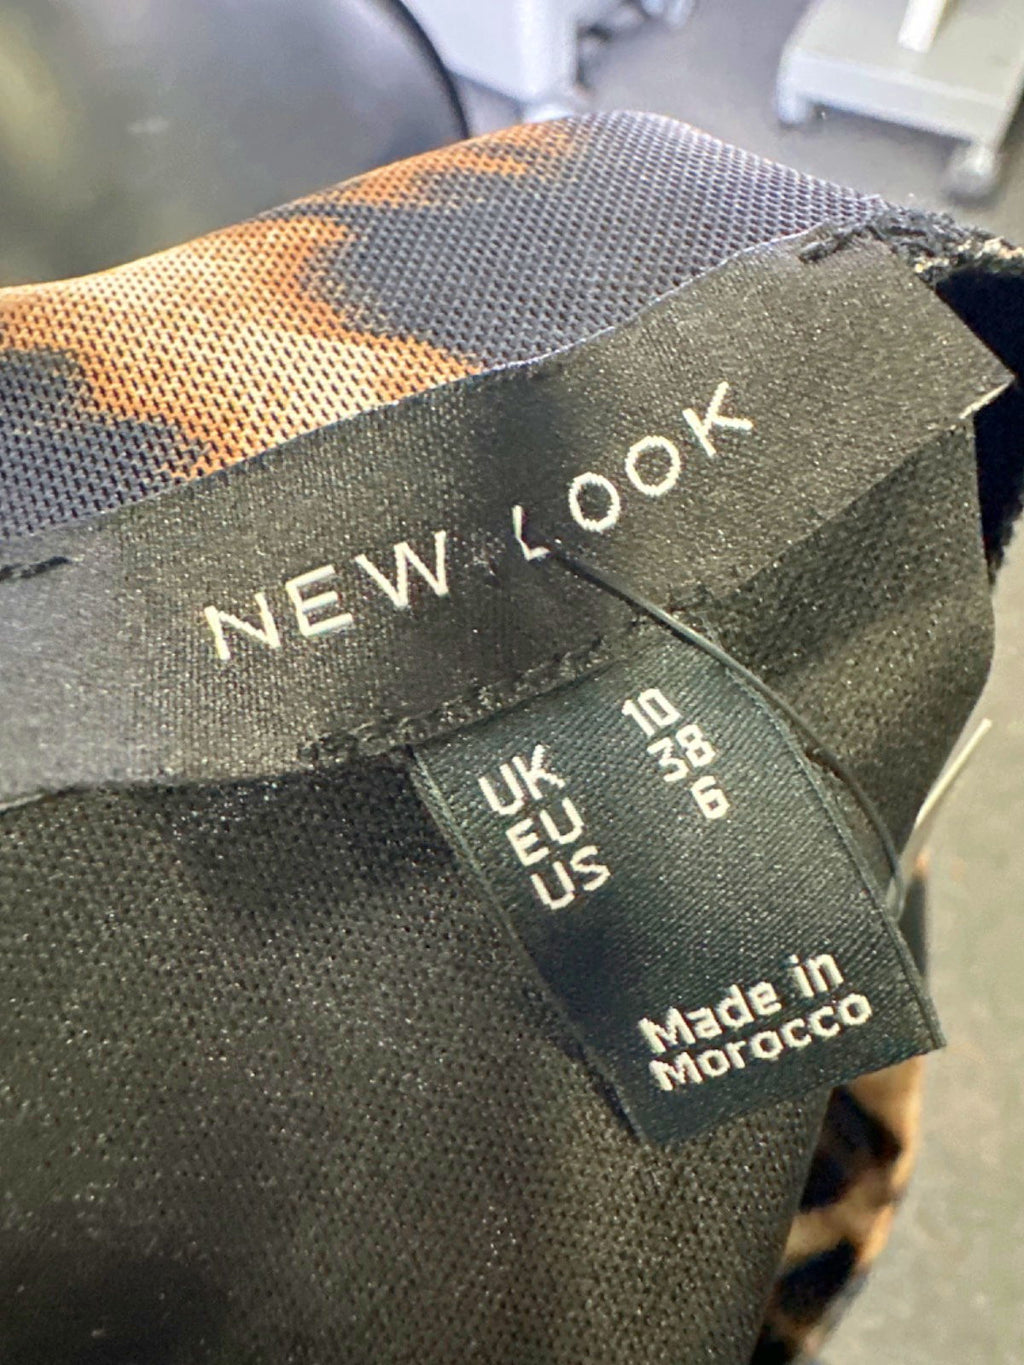 NEW LOOK
UK 10
EU 38
US 6
Made in
Morocco